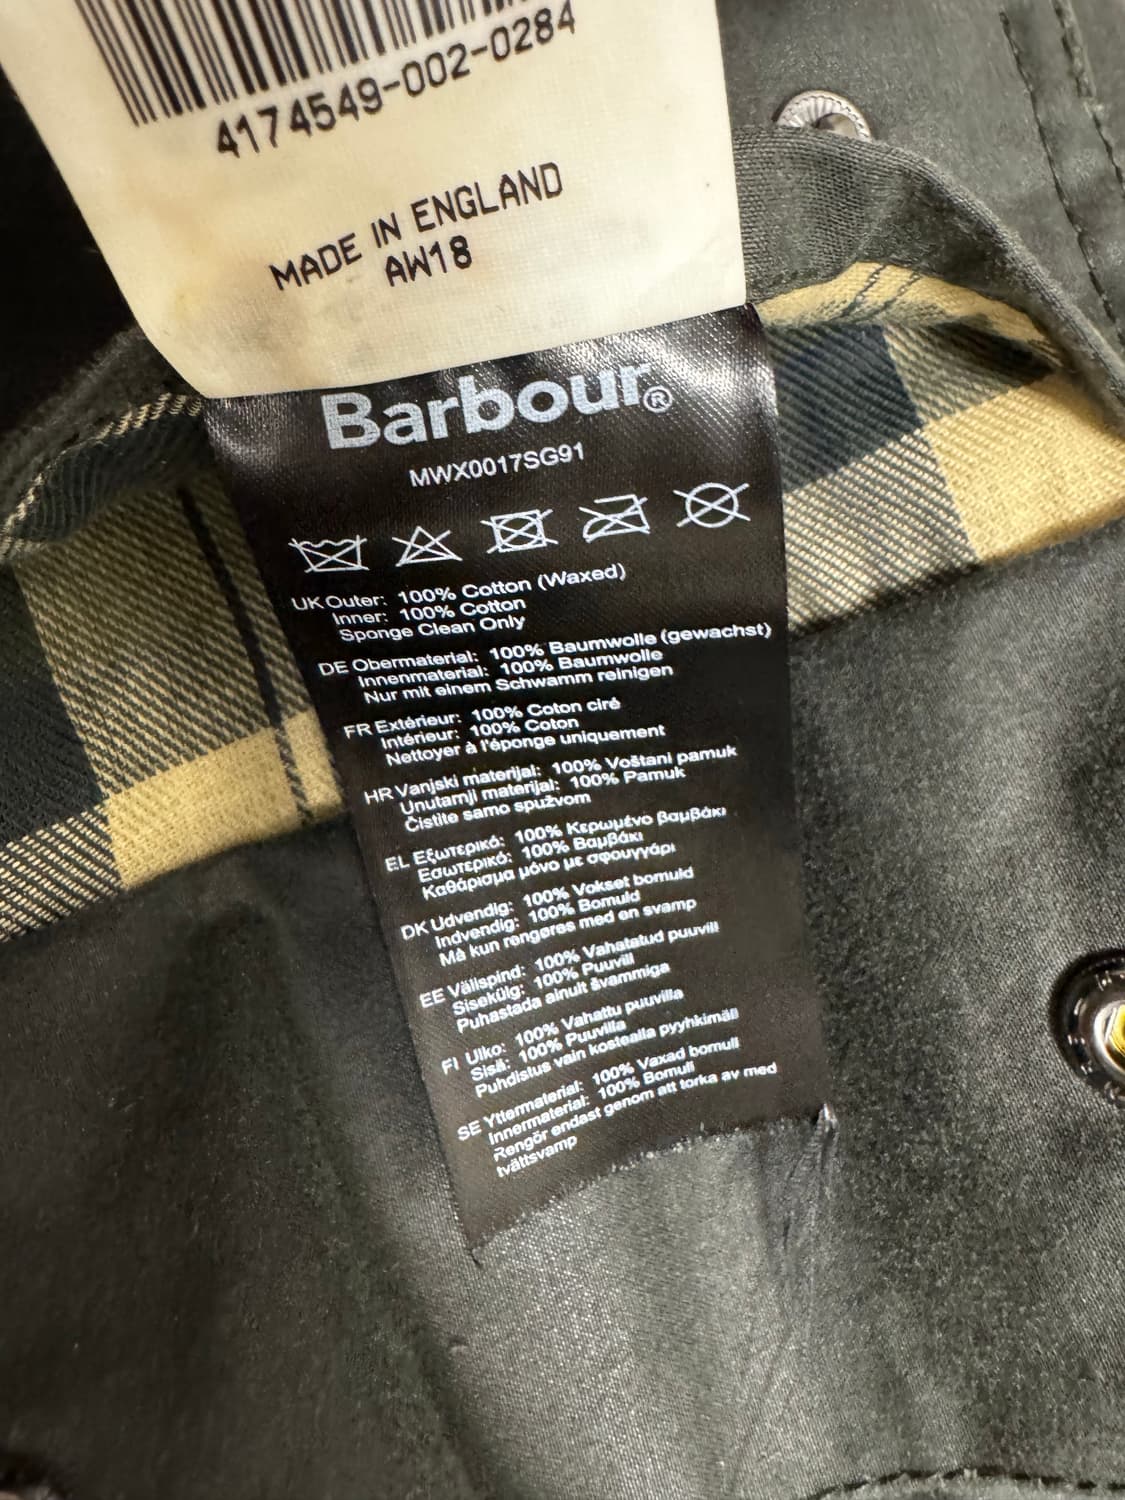 4174549-002-0284
MADE IN ENGLAND
AW18
Barbour®
MWX0017SG91
UK Outer: 100% Cotton (Waxed)
Inner: 100% Cotton
Sponge Clean Only
DE Obermaterial: 100% Baumwolle (gewachst)
Innenmaterial: 100% Baumwolle
Nur mit einem Schwamm reinigen
FR Extérieur: 100% Coton ciré
Intérieur: 100% Coton
Nettoyer à l'éponge uniquement
HR Vanjski materijal: 100% Voštani pamuk
Unutarnji materijal: 100% Pamuk
Čistite samo spužvom
EL Εξωτερικό: 100% Κερωμένο βαμβάκι
Εσωτερικό: 100% Βαμβάκι
Καθάρισμα μόνο με σφουγγάρι
DK Udvendig: 100% Vokset bomuld
Indvendig: 100% Bomuld
Må kun rengøres med en svamp
EE Välispind: 100% Vahatatud puuvill
Sisekülg: 100% Puuvill
Puhastada ainult švammiga
FI Ulko: 100% Vahattu puuvilla
Sisä: 100% Puuvilla
Puhdistus vain kostealla pyyhkimäll
SE Yttermaterial: 100% Vaxad bomull
Innermaterial: 100% Bomull
Rengör endast genom att torka av med
tvättsvamp